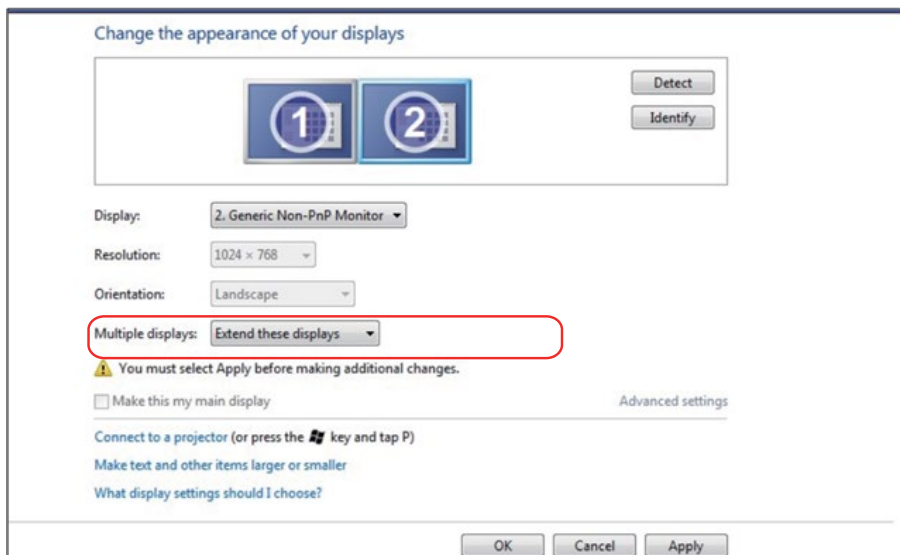 Change the appearance of your displays
1 2
Detect
Identify
Display: 2. Generic Non-PnP Monitor
Resolution: 1024 × 768
Orientation: Landscape
Multiple displays: Extend these displays
You must select Apply before making additional changes.
Make this my main display Advanced settings
Connect to a projector (or press the key and tap P)
Make text and other items larger or smaller
What display settings should I choose?
OK Cancel Apply